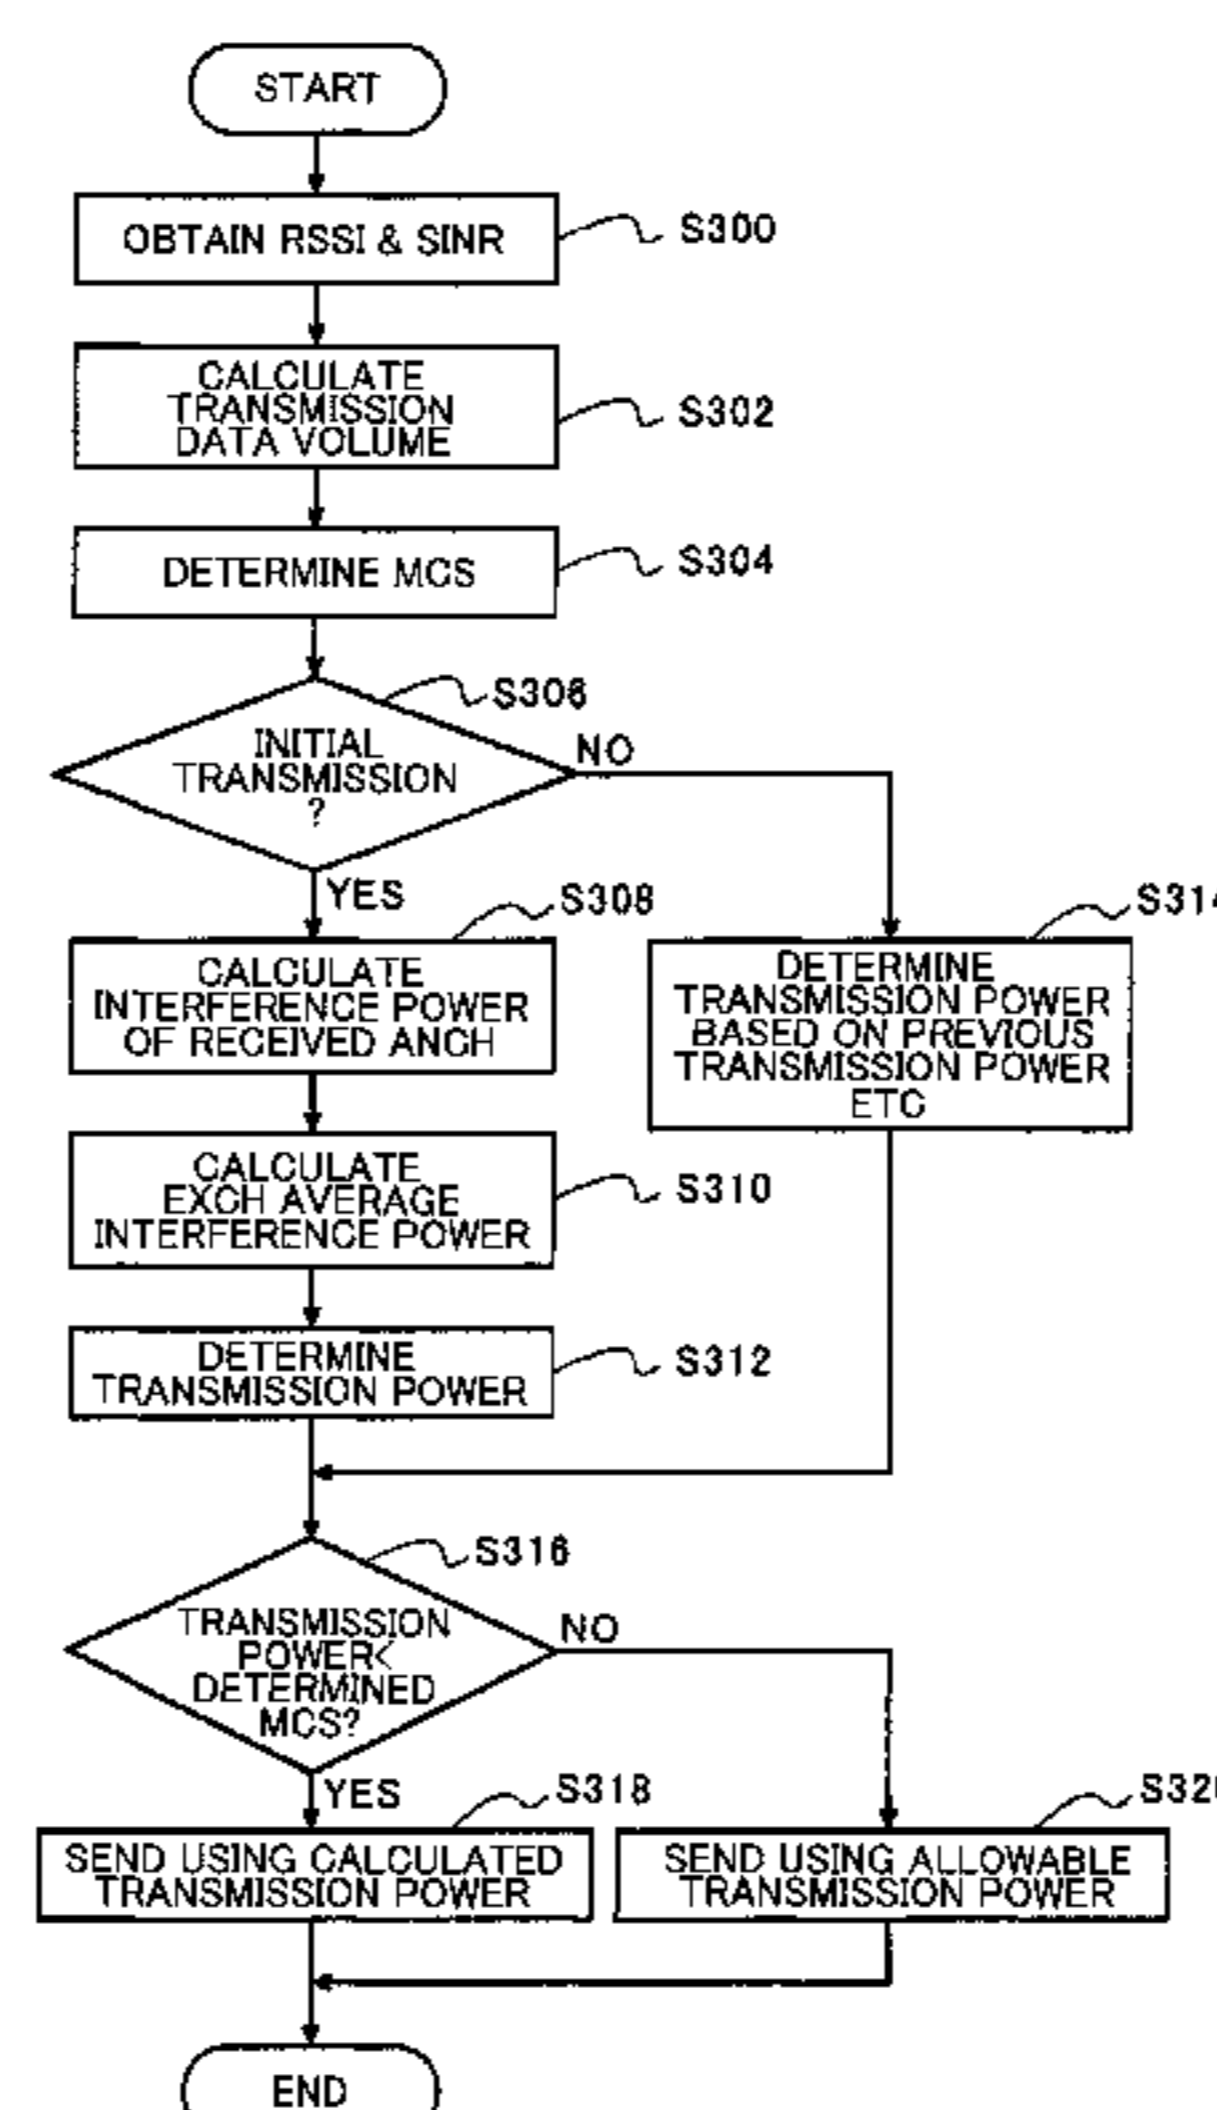 START
OBTAIN RSSI & SINR
S300
CALCULATE
TRANSMISSION
DATA VOLUME
S302
DETERMINE MCS
S304
S306
INITIAL
TRANSMISSION
?
NO
YES
S308
CALCULATE
INTERFERENCE POWER
OF RECEIVED ANCH
S314
DETERMINE
TRANSMISSION POWER
BASED ON PREVIOUS
TRANSMISSION POWER
ETC
CALCULATE
EXCH AVERAGE
INTERFERENCE POWER
S310
DETERMINE
TRANSMISSION POWER
S312
S316
TRANSMISSION
POWER<
DETERMINED
MCS?
NO
YES
S318
SEND USING CALCULATED
TRANSMISSION POWER
S320
SEND USING ALLOWABLE
TRANSMISSION POWER
END